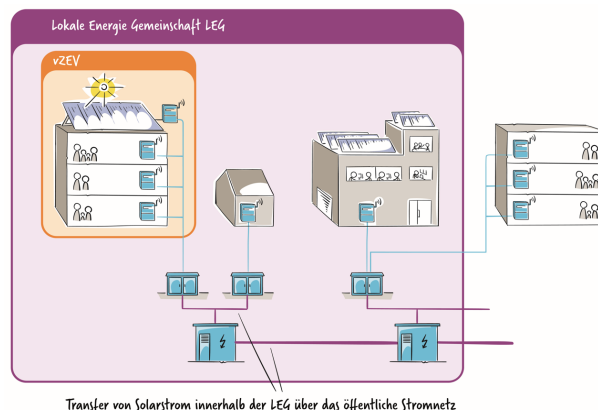 Lokale Energie Gemeinschaft LEG
vZEV
Transfer von Solarstrom innerhalb der LEG über das öffentliche Stromnetz